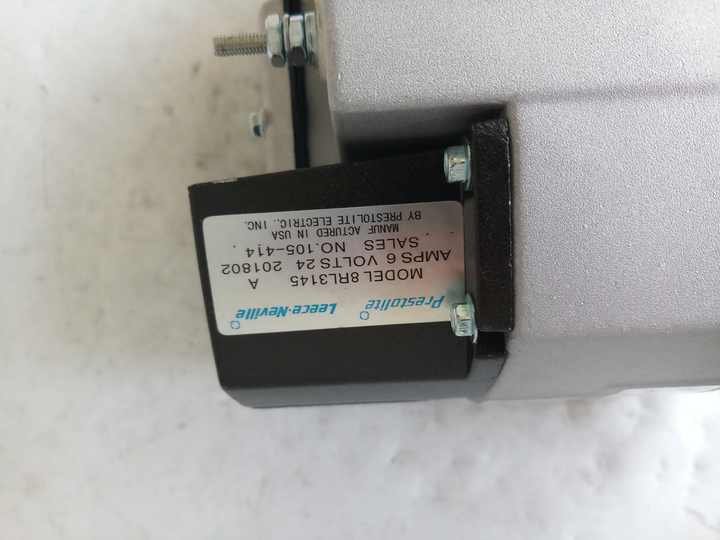 Prestolite Leece-Neville
MODEL 8RL3145 A
AMPS 6 VOLTS 24 201802
SALES NO.105-414
MANUF ACTURED IN USA
BY PRESTOLITE ELECTRIC., INC.